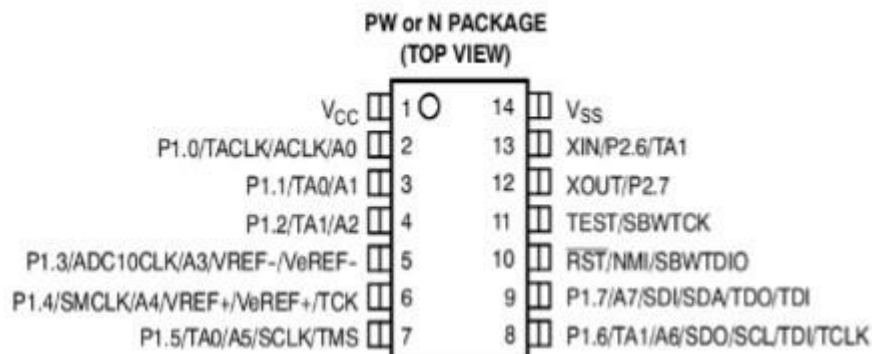 PW or N PACKAGE
(TOP VIEW)
VCC 1 14 VSS
P1.0/TACLK/ACLK/A0 2 13 XIN/P2.6/TA1
P1.1/TA0/A1 3 12 XOUT/P2.7
P1.2/TA1/A2 4 11 TEST/SBWTCK
P1.3/ADC10CLK/A3/VREF-/VeREF- 5 10 RST/NMI/SBWTDIO
P1.4/SMCLK/A4/VREF+/VeREF+/TCK 6 9 P1.7/A7/SDI/SDA/TDO/TDI
P1.5/TA0/A5/SCLK/TMS 7 8 P1.6/TA1/A6/SDO/SCL/TDI/TCLK